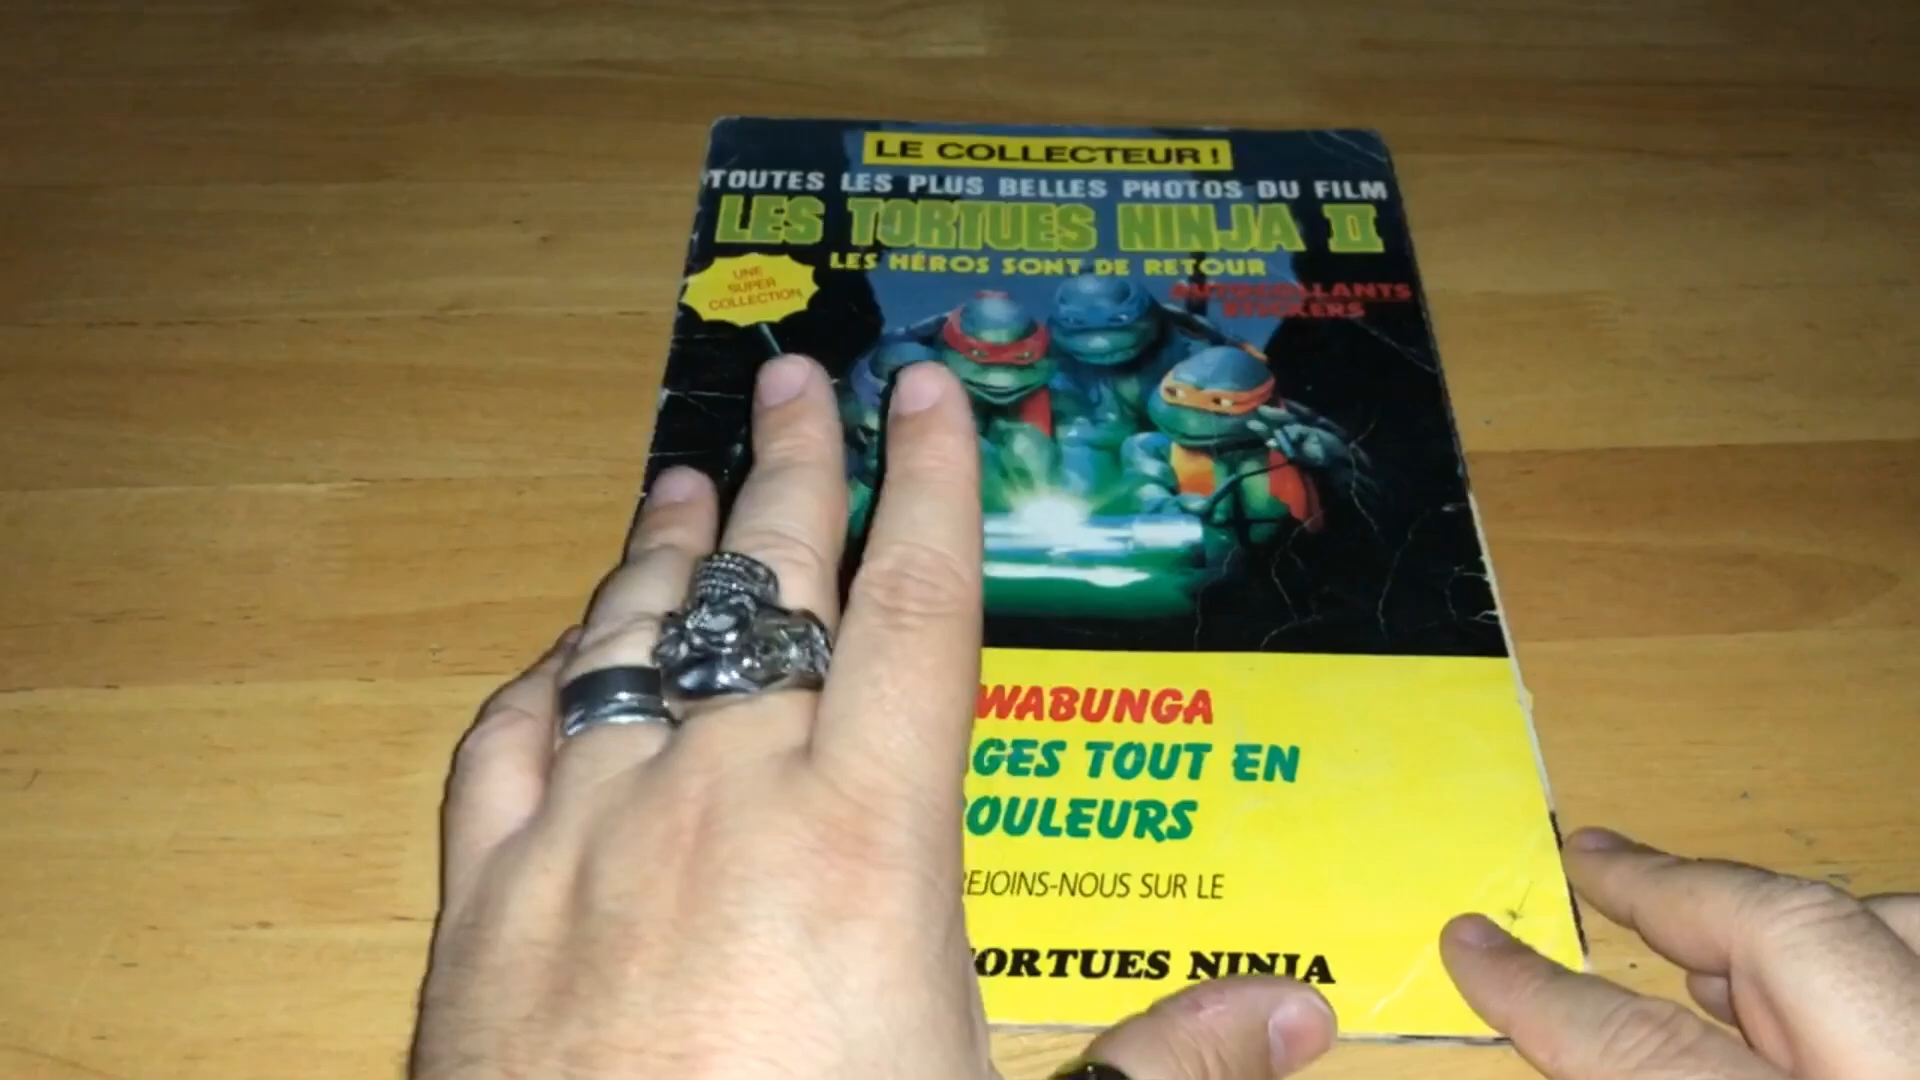 LE COLLECTEUR !
TOUTES LES PLUS BELLES PHOTOS DU FILM
LES TORTUES NINJA II
LES HÉROS SONT DE RETOUR
UNE
SUPER
COLLECTION
AUTOCOLLANTS
STICKERS
WABUNGA
GES TOUT EN
OULEURS
EJOINS-NOUS SUR LE
ORTUES NINJA